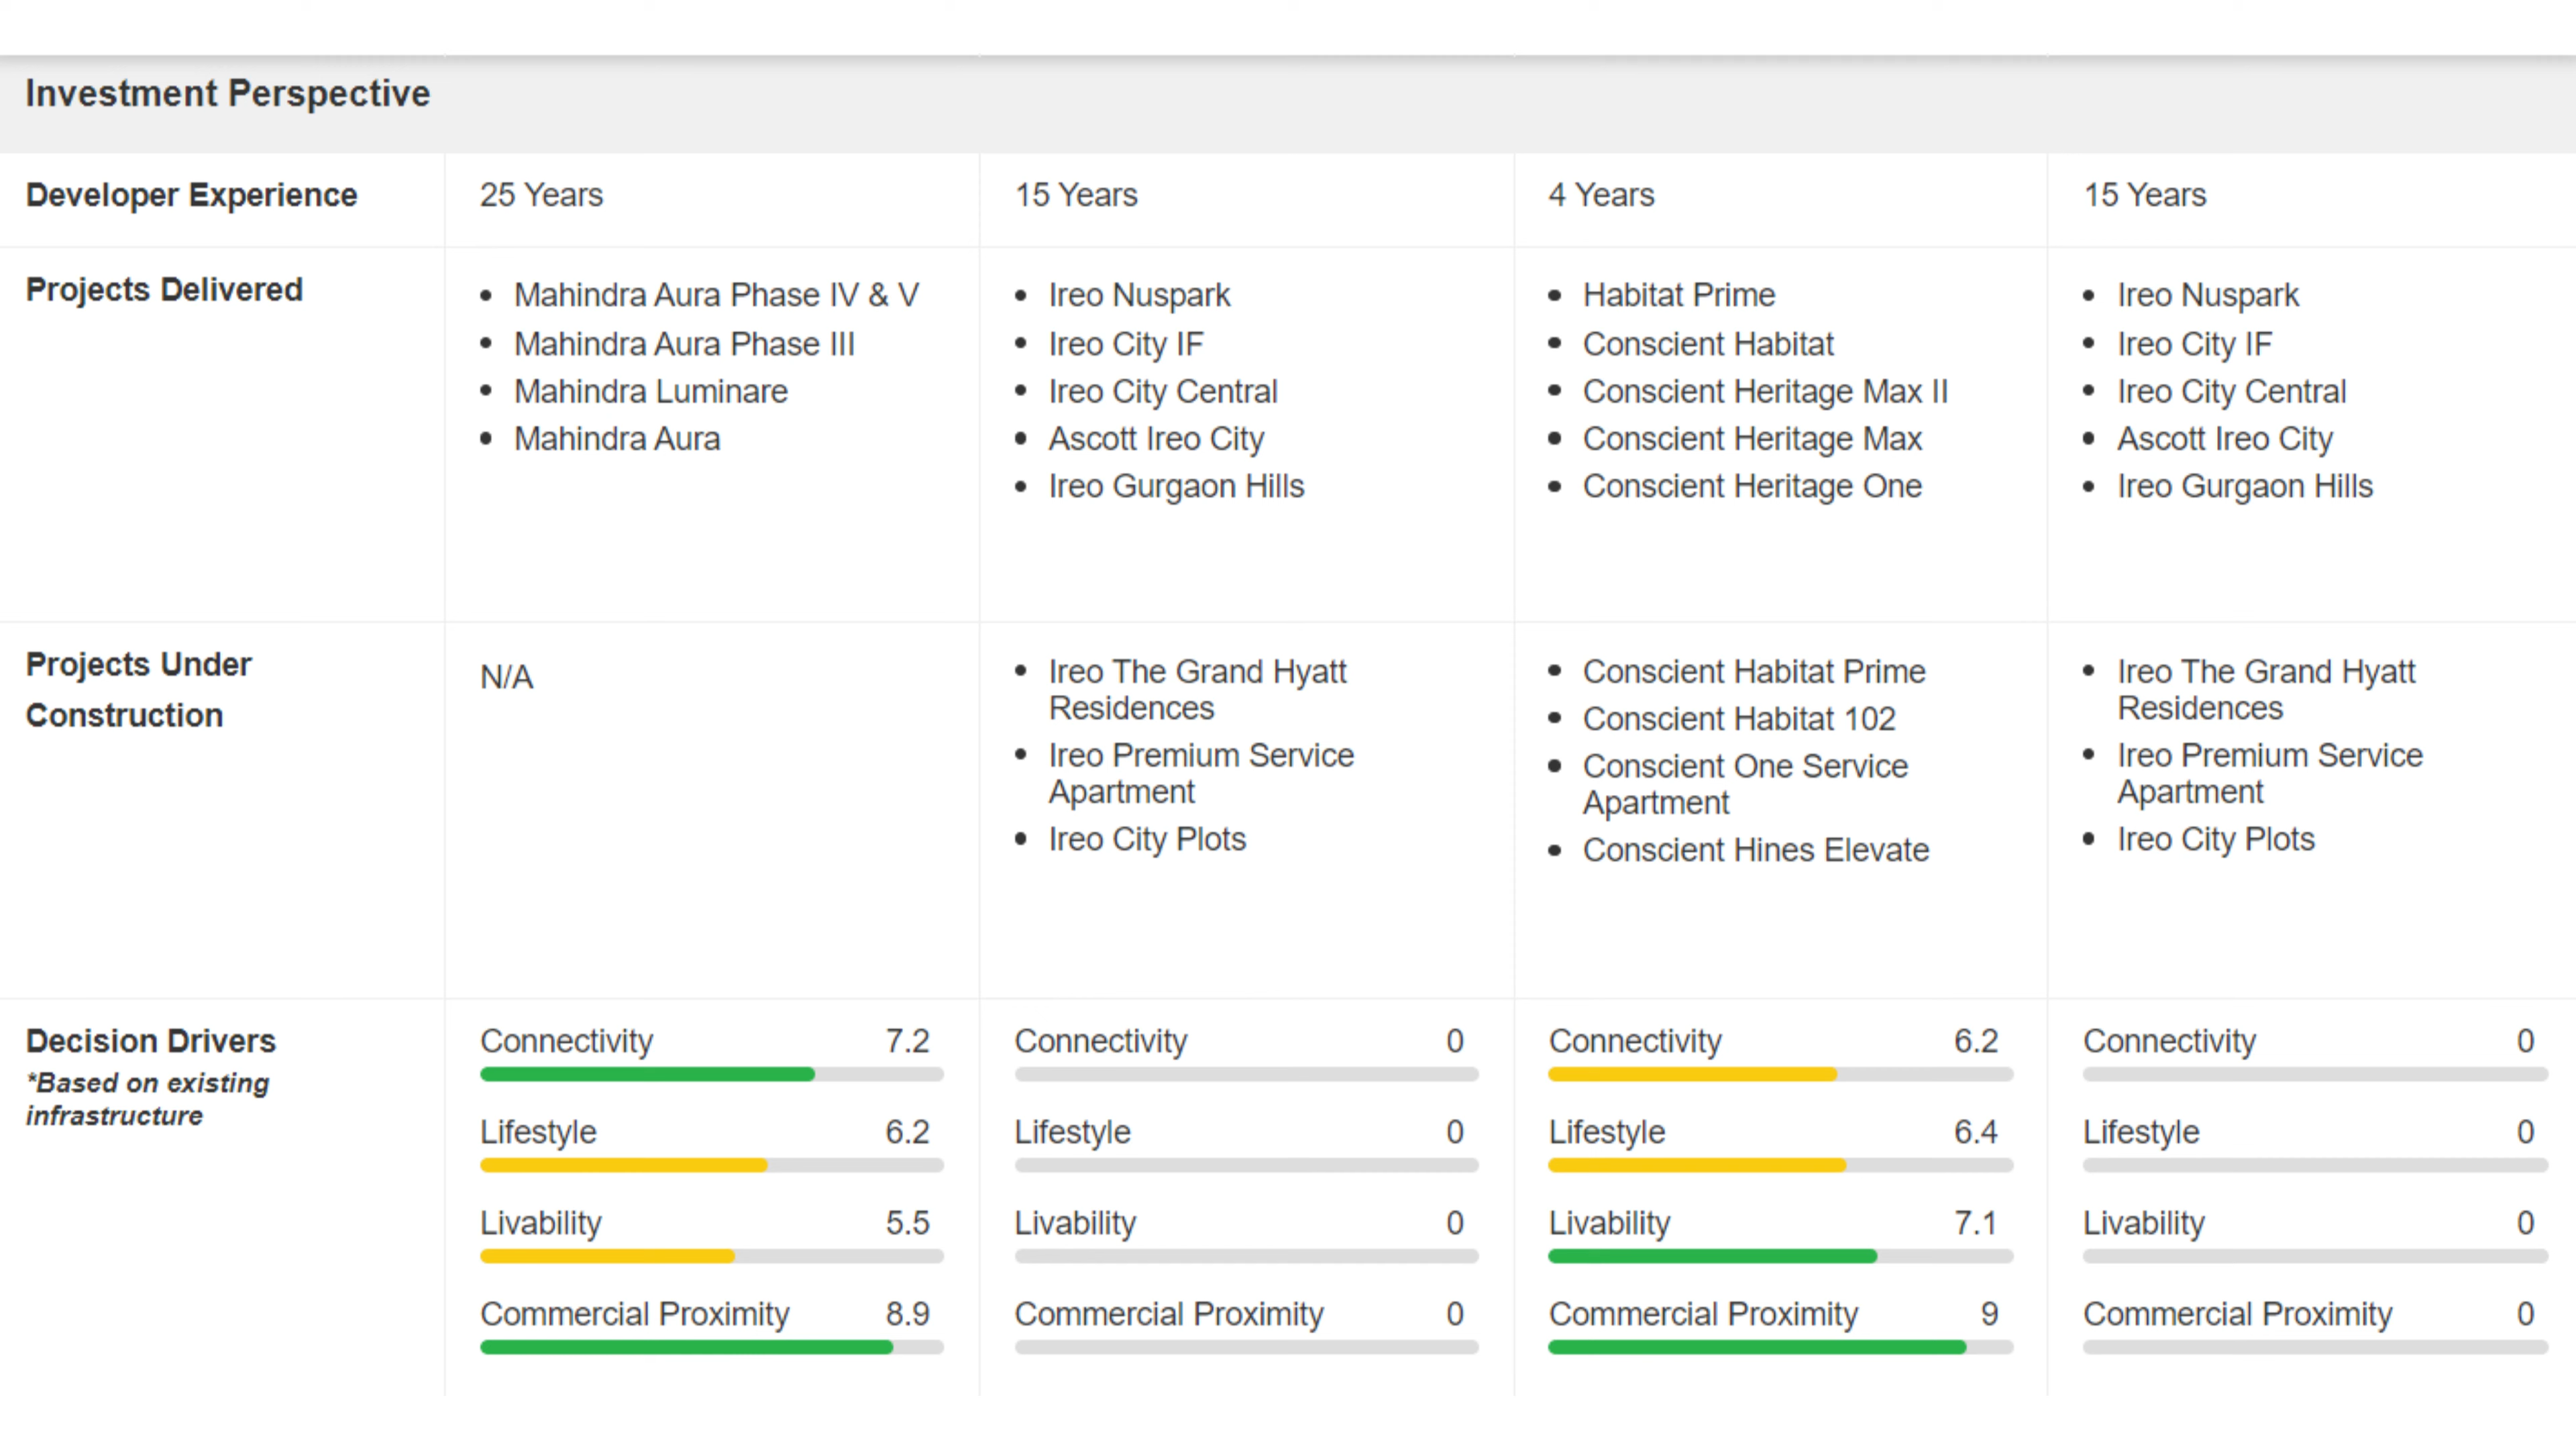 Investment Perspective
Developer Experience
25 Years
15 Years
4 Years
15 Years
Projects Delivered
Mahindra Aura Phase IV & V
Mahindra Aura Phase III
Mahindra Luminare
Mahindra Aura
Ireo Nuspark
Ireo City IF
Ireo City Central
Ascott Ireo City
Ireo Gurgaon Hills
Habitat Prime
Conscient Habitat
Conscient Heritage Max II
Conscient Heritage Max
Conscient Heritage One
Ireo Nuspark
Ireo City IF
Ireo City Central
Ascott Ireo City
Ireo Gurgaon Hills
Projects Under
Construction
N/A
Ireo The Grand Hyatt
Residences
Ireo Premium Service
Apartment
Ireo City Plots
Conscient Habitat Prime
Conscient Habitat 102
Conscient One Service
Apartment
Conscient Hines Elevate
Ireo The Grand Hyatt
Residences
Ireo Premium Service
Apartment
Ireo City Plots
Decision Drivers
*Based on existing
infrastructure
Connectivity 7.2
Lifestyle 6.2
Livability 5.5
Commercial Proximity 8.9
Connectivity 0
Lifestyle 0
Livability 0
Commercial Proximity 0
Connectivity 6.2
Lifestyle 6.4
Livability 7.1
Commercial Proximity 9
Connectivity 0
Lifestyle 0
Livability 0
Commercial Proximity 0